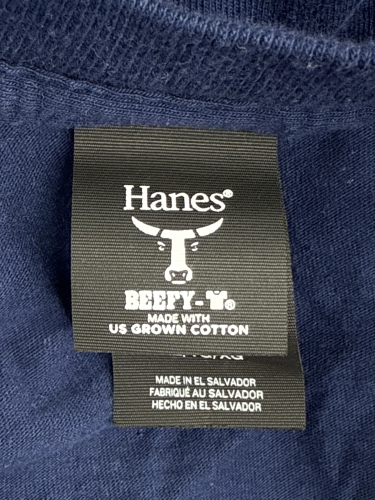 Hanes®
BEEFY-®
MADE WITH
US GROWN COTTON
MADE IN EL SALVADOR
FABRIQUÉ AU SALVADOR
HECHO EN EL SALVADOR